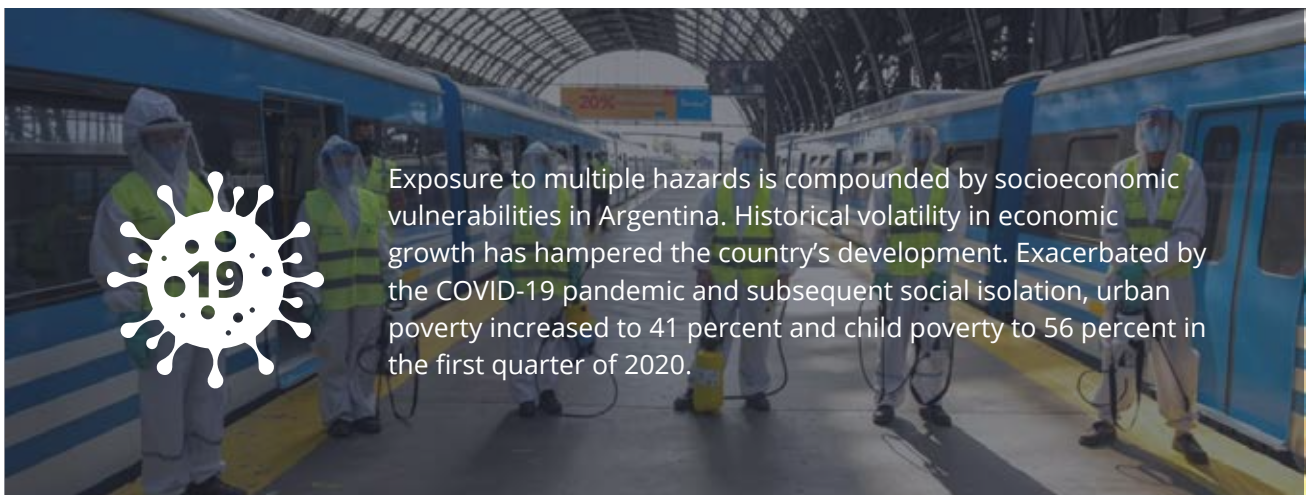 20%
19
Exposure to multiple hazards is compounded by socioeconomic
vulnerabilities in Argentina. Historical volatility in economic
growth has hampered the country’s development. Exacerbated by
the COVID-19 pandemic and subsequent social isolation, urban
poverty increased to 41 percent and child poverty to 56 percent in
the first quarter of 2020.